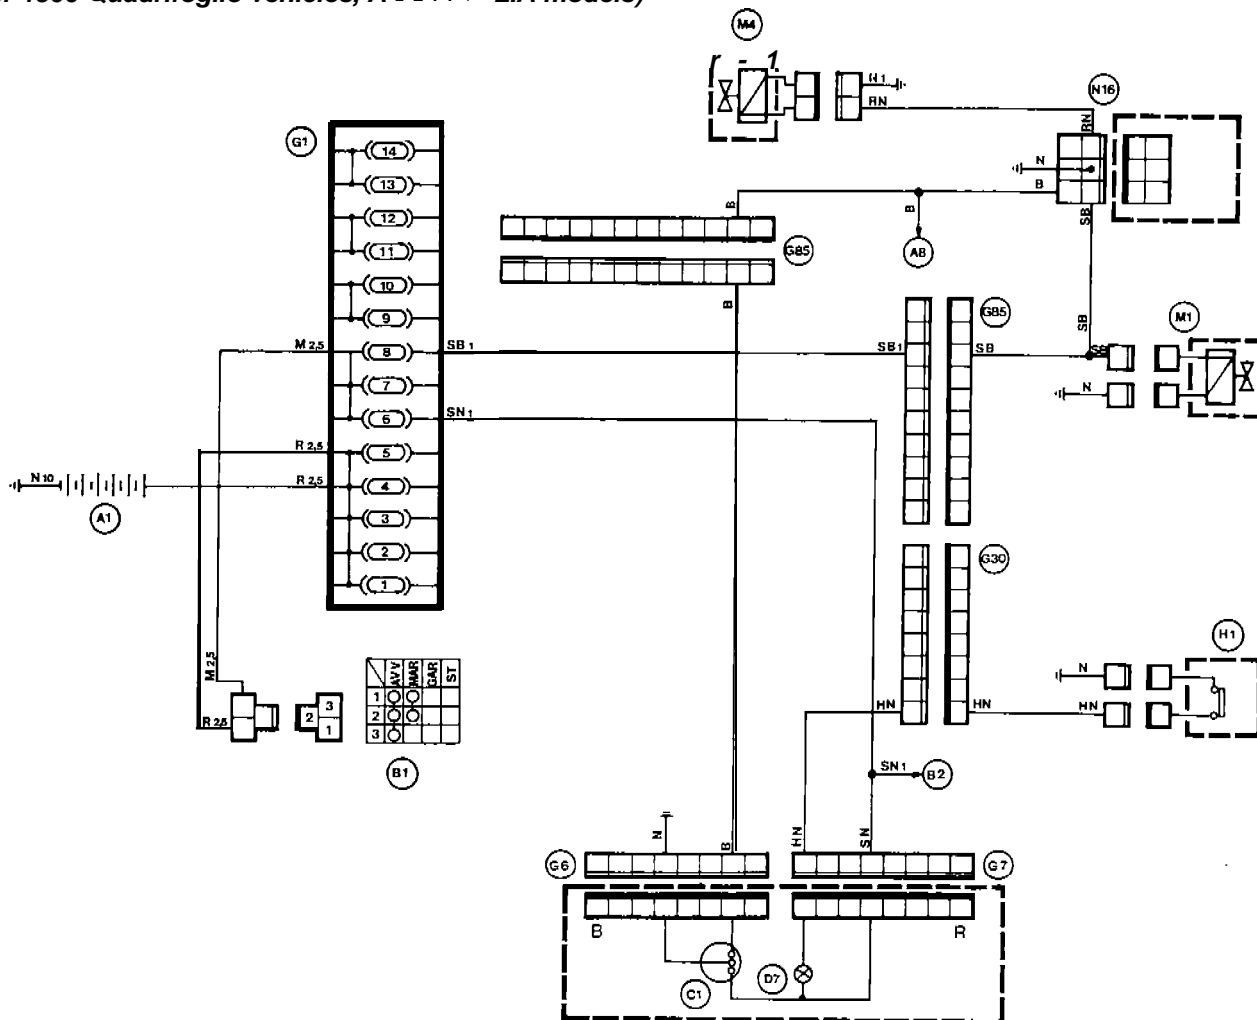 1500 Quadrifoglio vehicles,
models)
M4
r - 1
N 1
RN
N16
RN
G1
14
N
13
B
B
12
B
SB
G85
AB
11
10
B
G85
SB
M1
9
M 2,5
8
SB 1
SB1
SB
SB
7
N
6
SN 1
R 2,5
5
N 10
R 2,5
4
A1
3
2
G30
1
H1
M 2,5
AVV
MAR
GAR
ST
N
1
R 2,5
2
3
1
2
3
HN
HN
HN
B1
SN 1
B2
N
B
HN
SN
G6
G7
B
R
C1
D7